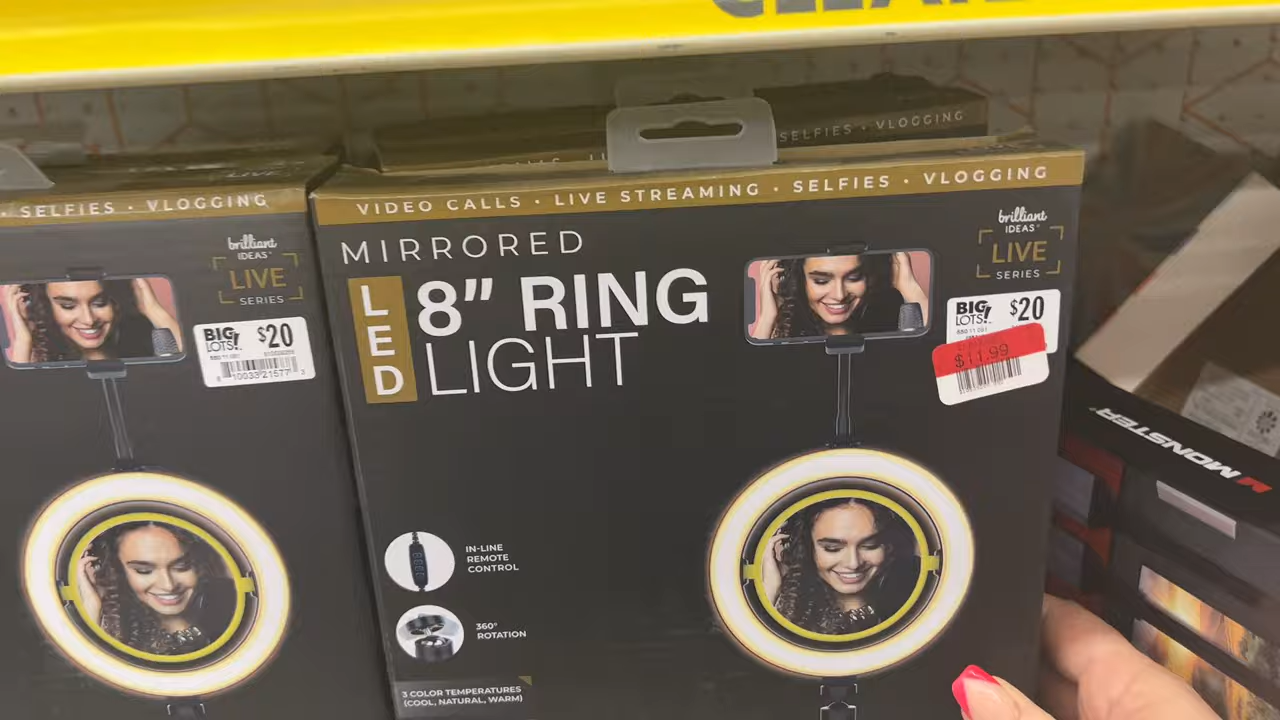 SELFIES • VLOGGING
SELFIES • VLOGGING
brilliant
IDEAS™
LIVE
SERIES
BIG
LOTS!
$20
VIDEO CALLS • LIVE STREAMING • SELFIES • VLOGGING
MIRRORED
LED
8” RING
LIGHT
brilliant
IDEAS™
LIVE
SERIES
BIG
LOTS!
$20
$11.99
IN-LINE
REMOTE
CONTROL
360°
ROTATION
3 COLOR TEMPERATURES
(COOL, NATURAL, WARM)
MONSTER